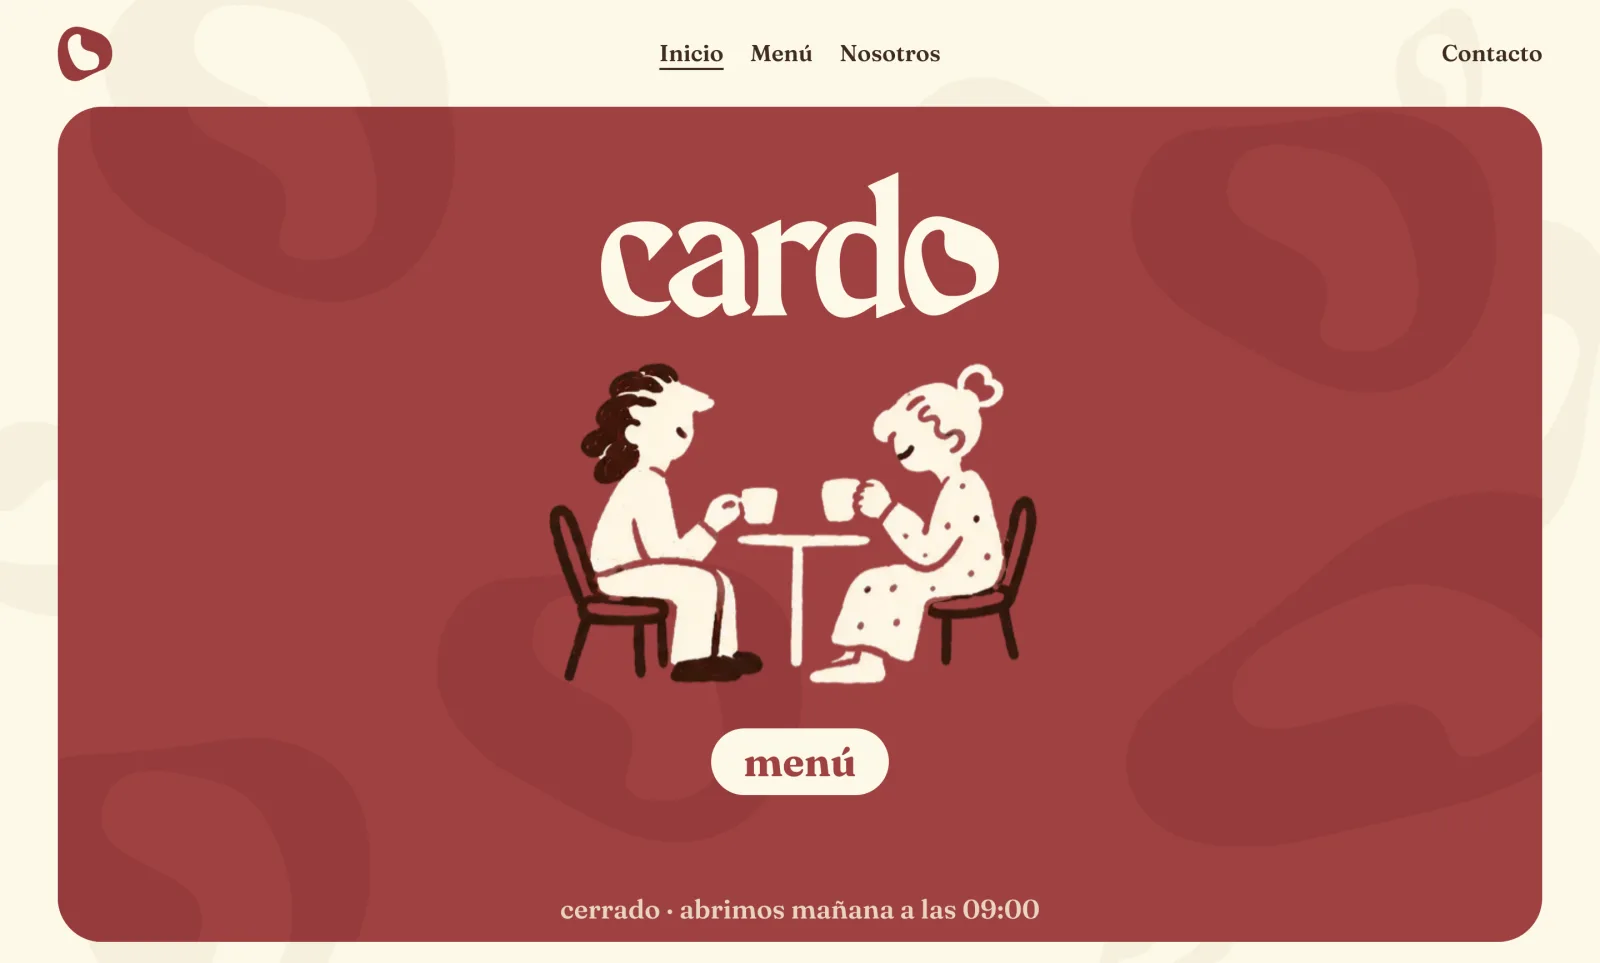 Inicio Menú Nosotros Contacto
cardo
menú
cerrado · abrimos mañana a las 09:00